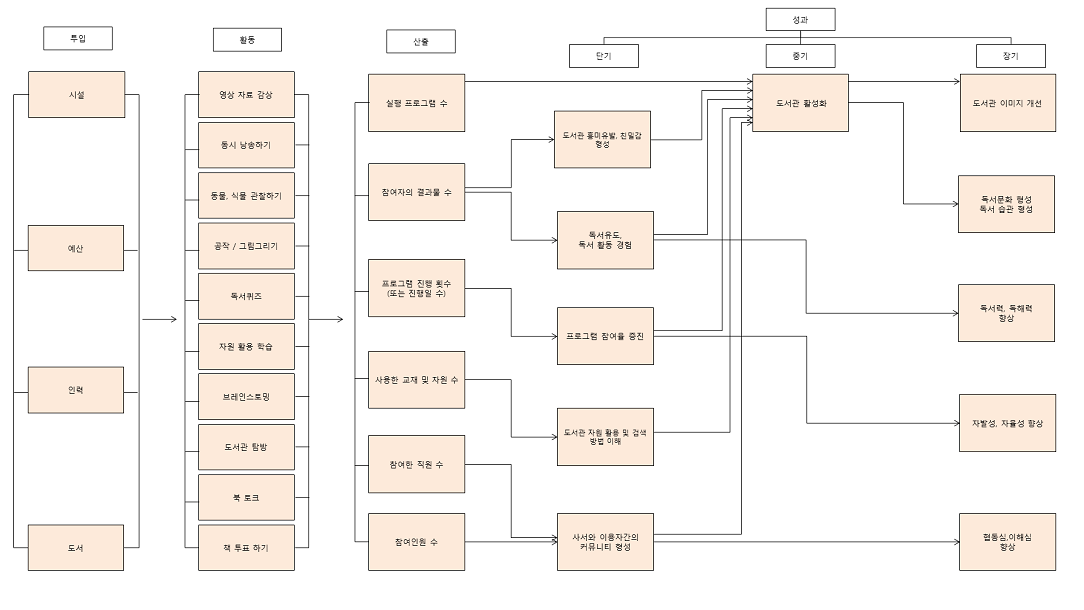 성과
투입
활동
산출
단기
중기
장기
시설
예산
인력
도서
영상 자료 감상
동시 낭송하기
동물, 식물 관찰하기
공작 / 그림그리기
독서퀴즈
자원 활용 학습
브레인스토밍
도서관 탐방
북 토크
책 투표 하기
실행 프로그램 수
참여자의 결과물 수
프로그램 진행 횟수
(또는 진행일 수)
사용한 교재 및 자원 수
참여한 직원 수
참여인원 수
도서관 흥미유발, 친밀감
형성
독서유도,
독서 활동 경험
프로그램 참여율 증진
도서관 자원 활용 및 검색
방법 이해
사서와 이용자간의
커뮤니티 형성
도서관 활성화
도서관 이미지 개선
독서문화 형성
독서 습관 형성
독서력, 독해력
향상
자발성, 자율성 향상
협동심,이해심
향상